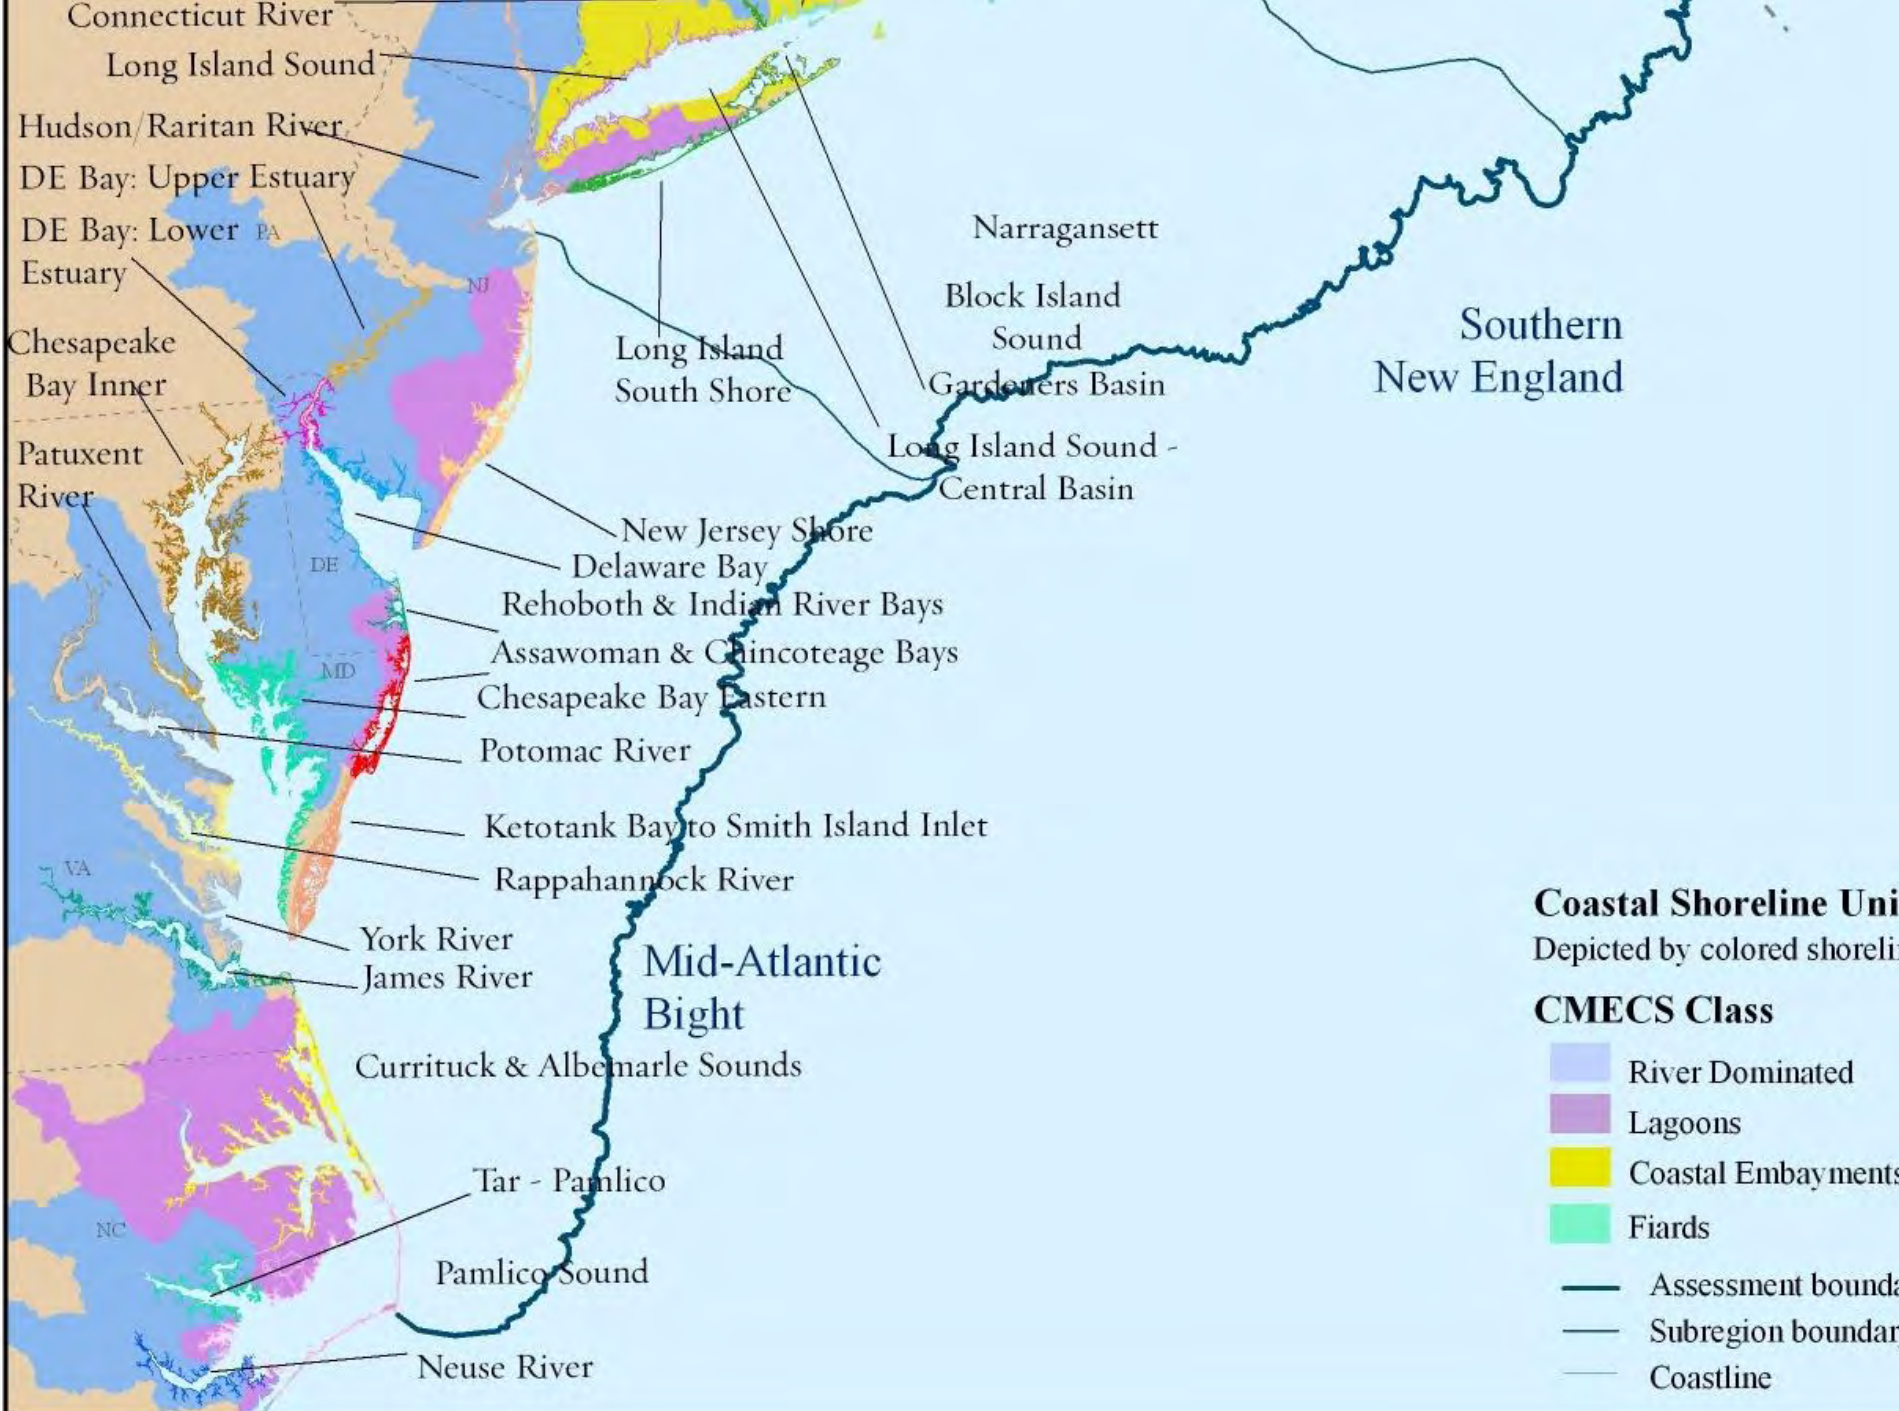 Connecticut River
Long Island Sound
Hudson/Raritan River
DE Bay: Upper Estuary
DE Bay: Lower
Estuary
PA
NJ
Chesapeake
Bay Inner
Patuxent
River
Narragansett
Block Island
Sound
Southern
New England
Long Island
South Shore
Gardeners Basin
Long Island Sound -
Central Basin
New Jersey Shore
Delaware Bay
DE
Rehoboth & Indian River Bays
Assawoman & Chincoteage Bays
MD
Chesapeake Bay Eastern
Potomac River
Ketotank Bay to Smith Island Inlet
VA
Rappahannock River
York River
James River
Mid-Atlantic
Bight
Currituck & Albemarle Sounds
Tar - Pamlico
NC
Pamlico Sound
Neuse River
Coastal Shoreline Uni
Depicted by colored shoreli
CMECS Class
River Dominated
Lagoons
Coastal Embayments
Fiards
Assessment bounda
Subregion boundar
Coastline